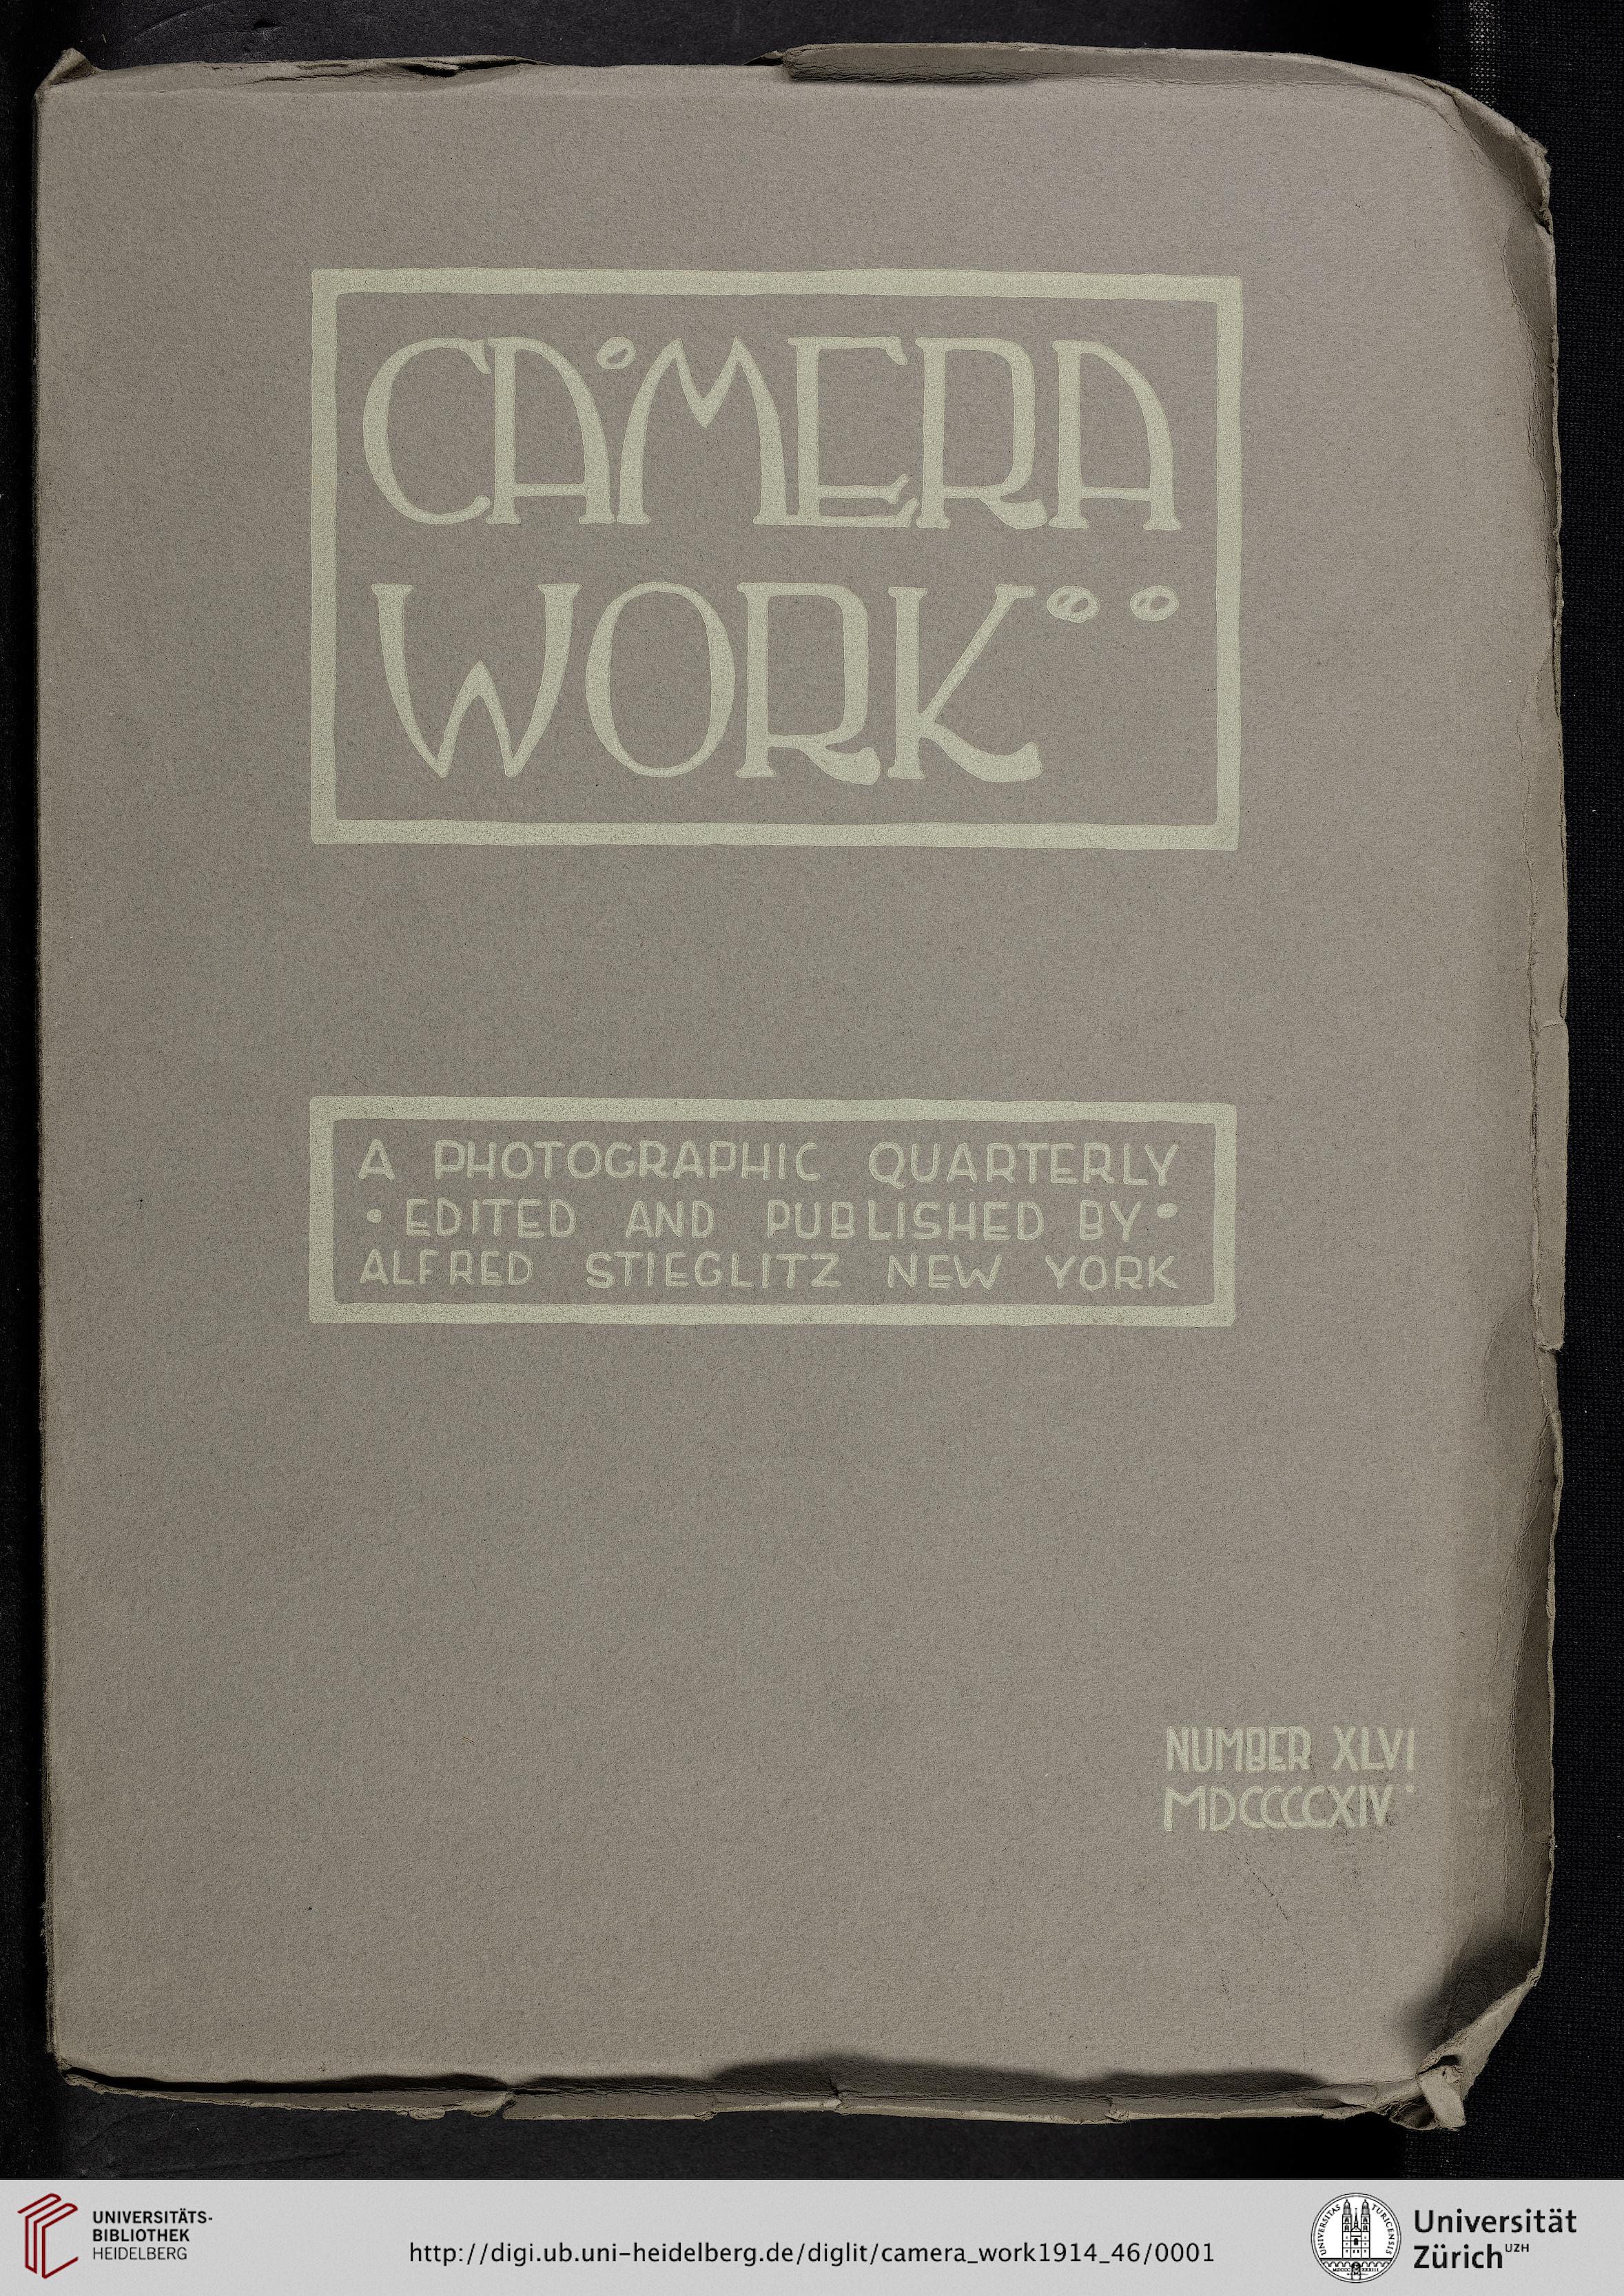 CAMERA
WORK
A PHOTOGRAPHIC QUARTERLY
• EDITED AND PUBLISHED BY •
ALFRED STIEGLITZ NEW YORK
NUMBER XLVI
MDCCCCXIV
UNIVERSITÄTS-
BIBLIOTHEK
HEIDELBERG
http://digi.ub.uni-heidelberg.de/diglit/camera_work1914_46/0001
Universität
Zürich UZH